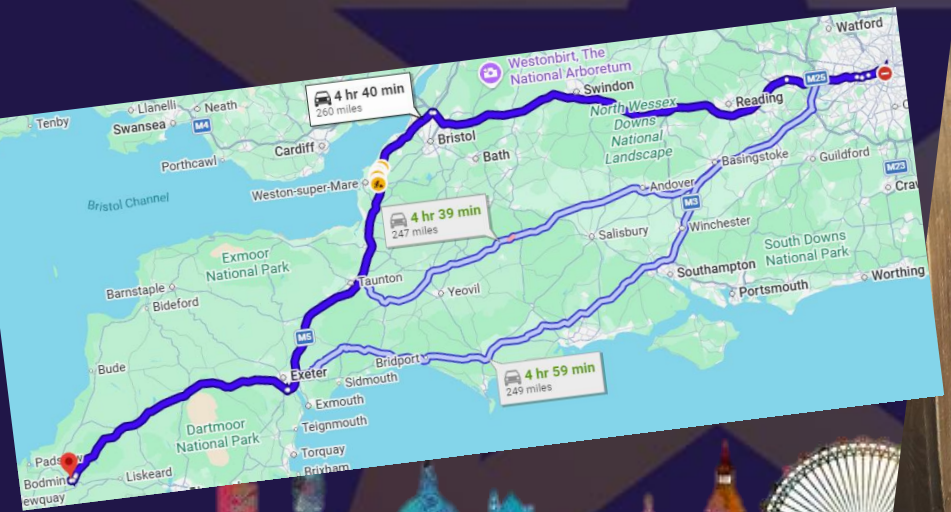 Watford
Westonbirt, The
National Arboretum
M25
4 hr 40 min
260 miles
Swindon
Llanelli
Neath
Tenby
Swansea
M4
North Wessex
Downs
National
Landscape
Reading
Bristol
Cardiff
Porthcawl
Bath
Basingstoke
Guildford
M23
Weston-super-Mare
Andover
Bristol Channel
M3
4 hr 39 min
247 miles
Winchester
Salisbury
South Downs
National Park
Exmoor
National Park
Southampton
Worthing
Taunton
Barnstaple
Bideford
Yeovil
Portsmouth
M5
Bridport
4 hr 59 min
249 miles
Bude
Exeter
Sidmouth
Exmouth
Dartmoor
National Park
Teignmouth
Torquay
Liskeard
Brixham
Bodmin